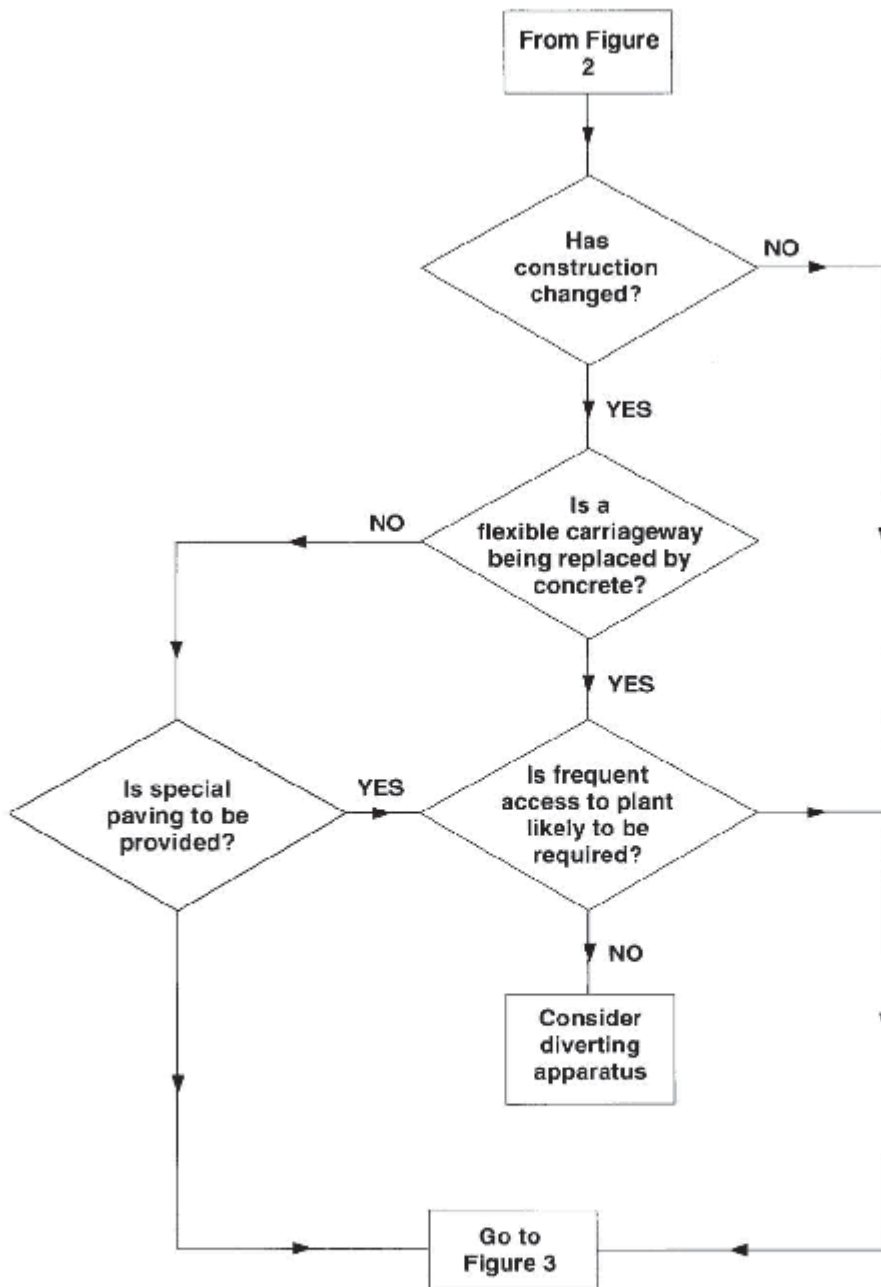 From Figure
2
Has
construction
changed?
NO
YES
Is a
flexible carriageway
being replaced by
concrete?
NO
YES
Is special
paving to be
provided?
YES
Is frequent
access to plant
likely to be
required?
NO
Consider
diverting
apparatus
Go to
Figure 3